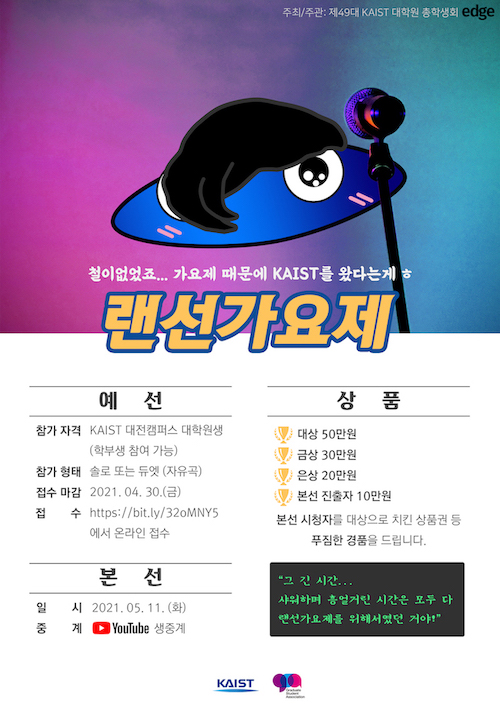 주최/주관: 제49대 KAIST 대학원 총학생회 edge
철이없었죠... 가요제 때문에 KAIST를 왔다는게 ㅎ
랜선가요제
예 선
참가 자격 KAIST 대전캠퍼스 대학원생
(학부생 참여 가능)
참가 형태 솔로 또는 듀엣 (자유곡)
접수 마감 2021. 04. 30.(금)
접 수 https://bit.ly/32oMNY5
에서 온라인 접수
본 선
일 시 2021. 05. 11. (화)
중 계 YouTube 생중계
상 품
대상 50만원
금상 30만원
은상 20만원
본선 진출자 10만원
본선 시청자를 대상으로 치킨 상품권 등
푸짐한 경품을 드립니다.
"그 긴 시간...
샤워하며 흥얼거린 시간은 모두 다
랜선가요제를 위해서였던 거야!"
KAIST
Graduate
Student
Association